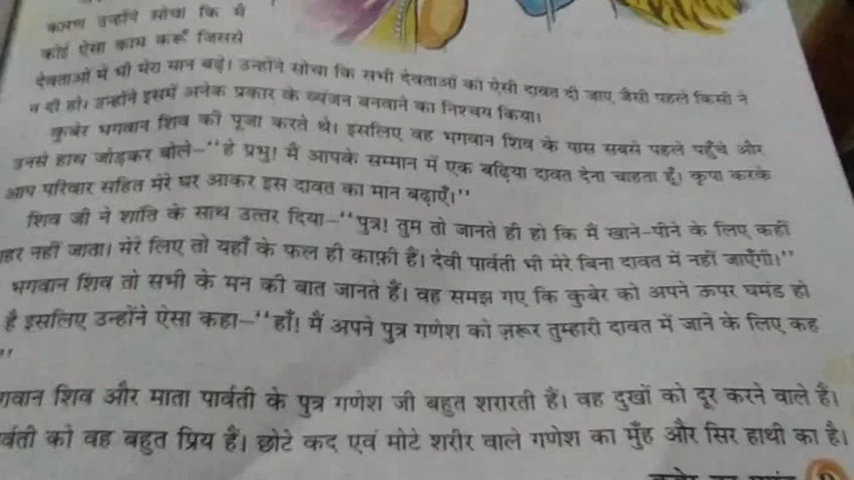 कारण उन्होंने सोचा कि मैं
कोई ऐसा काम करूँ जिससे
देवताओं में भी मेरा मान बढ़े। उन्होंने सोचा कि सभी देवताओं को ऐसी दावत दी जाए जैसी पहले किसी ने
न दी हो। उन्होंने इसमें अनेक प्रकार के व्यंजन बनवाने का निश्चय किया।
कुबेर भगवान शिव की पूजा करते थे। इसलिए वह भगवान शिव के पास सबसे पहले पहुँचे और
उनसे हाथ जोड़कर बोले–“हे प्रभु! मैं आपके सम्मान में एक बढ़िया दावत देना चाहता हूँ। कृपा करके
आप परिवार सहित मेरे घर आकर इस दावत का मान बढ़ाएँ।”
शिव जी ने शांति के साथ उत्तर दिया–“पुत्र! तुम तो जानते ही हो कि मैं खाने-पीने के लिए कहीं
हर नहीं जाता। मेरे लिए तो यहाँ के फल ही काफ़ी हैं। देवी पार्वती भी मेरे बिना दावत में नहीं जाएँगी।”
भगवान शिव तो सभी के मन की बात जानते हैं। वह समझ गए कि कुबेर को अपने ऊपर घमंड हो
है इसलिए उन्होंने ऐसा कहा–“हाँ! मैं अपने पुत्र गणेश को ज़रूर तुम्हारी दावत में जाने के लिए कह
”
गवान शिव और माता पार्वती के पुत्र गणेश जी बहुत शरारती हैं। वह दुखों को दूर करने वाले हैं।
र्वती को वह बहुत प्रिय हैं। छोटे कद एवं मोटे शरीर वाले गणेश का मुँह और सिर हाथी का है।